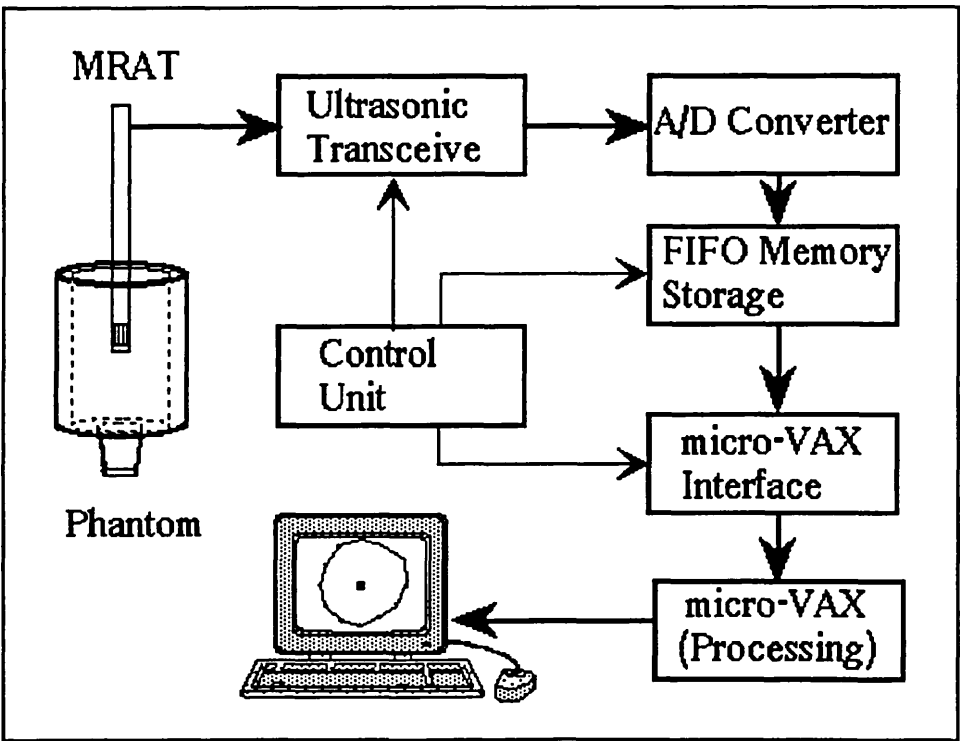 MRAT
Ultrasonic
Transceive
A/D Converter
FIFO Memory
Storage
Control
Unit
micro-VAX
Interface
Phantom
micro-VAX
(Processing)